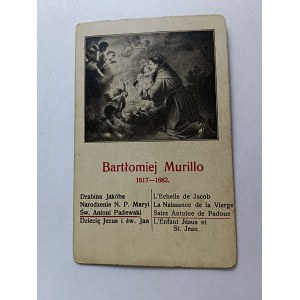 Bartłomiej Murillo
1617—1682.
Drabina Jakóba
Narodzenie N. P. Maryi
Św. Antoni Padewski
Dziecię Jezus i św. Jan
L'Echelle de Jacob
La Naissance de la Vierge
Saint Antoine de Padoue
L'Enfant Jésus et
St. Jean